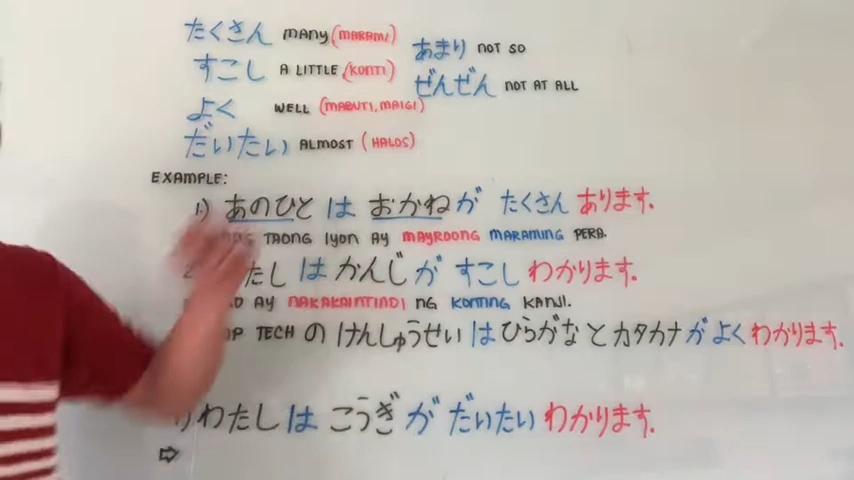 たくさん MANY (MARAMI)
あまり NOT SO
すこし A LITTLE (KONTI)
ぜんぜん NOT AT ALL
よく WELL (MABUTI, MAIGI)
だいたい ALMOST (HALOS)
EXAMPLE:
1.) あのひと は おかねが たくさん あります.
TAONG IYON AY MAYROONG MARAMING PERA.
たし は かんじ が すこし わかります.
AY NAKAKAINTINDI NG KONTING KANJI.
TECH の けんしゅうせい は ひらがな と カタカナ が よく わかります.
わたし は こうぎ が だいたい わかります.
⇨